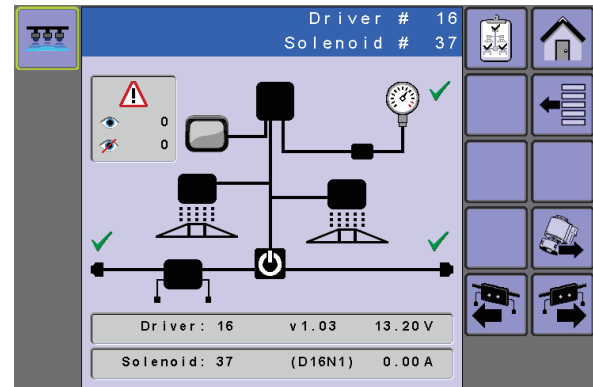 Driver # 16
Solenoid # 37
0
0
Driver: 16 v1.03 13.20V
Solenoid: 37 (D16N1) 0.00A